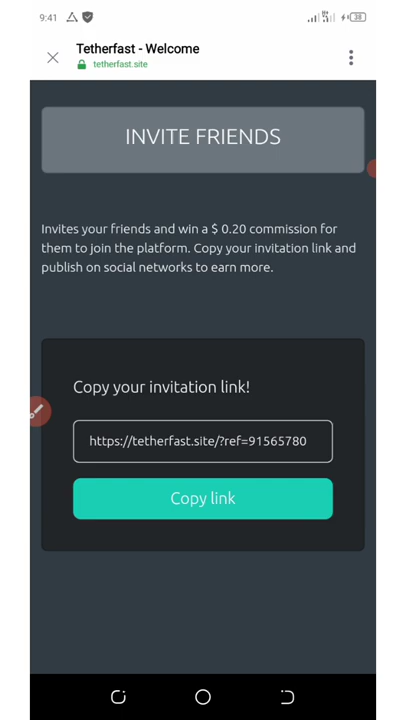 9:41
38
Tetherfast - Welcome
tetherfast.site
INVITE FRIENDS
Invites your friends and win a $ 0.20 commission for
them to join the platform. Copy your invitation link and
publish on social networks to earn more.
Copy your invitation link!
https://tetherfast.site/?ref=91565780
Copy link